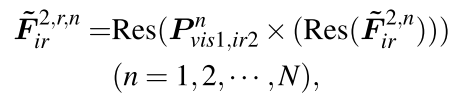 F̃_{ir}^{2,r,n} =Res(P_{vis1,ir2}^{n} × (Res(F̃_{ir}^{2,n})))
(n = 1,2,⋯,N),